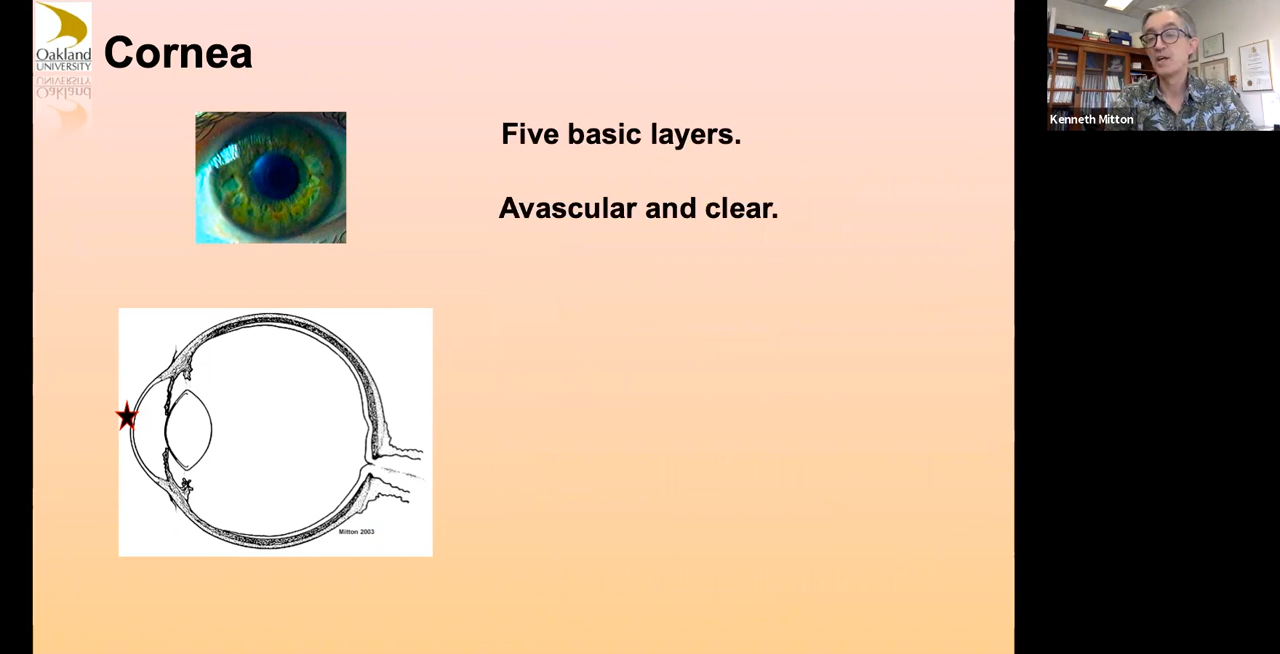 Oakland
UNIVERSITY
Cornea
Five basic layers.
Avascular and clear.
Mitton 2003
Kenneth Mitton